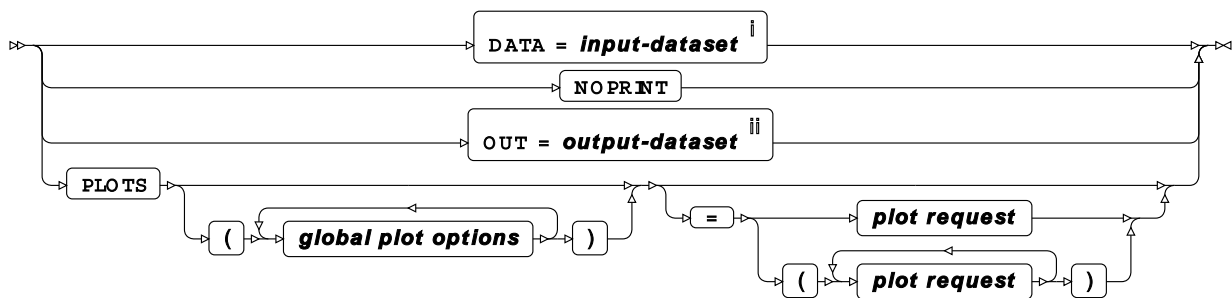 DATA = input-dataset i
NOPRINT
OUT = output-dataset ii
PLOTS
( global plot options )
= plot request
( plot request )